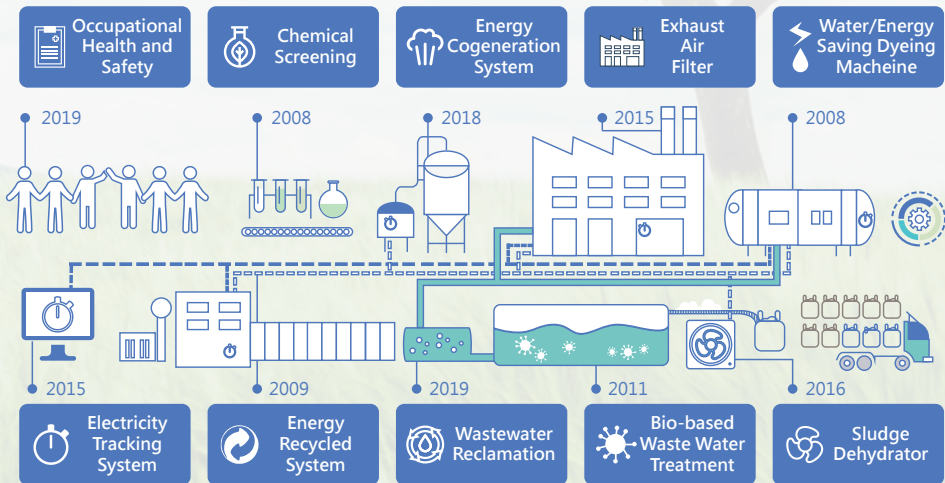 Occupational
Health and
Safety
Chemical
Screening
Energy
Cogeneration
System
Exhaust
Air
Filter
Water/Energy
Saving Dyeing
Macheine
2019
2008
2018
2015
2008
2015
2009
2019
2011
2016
Electricity
Tracking
System
Energy
Recycled
System
Wastewater
Reclamation
Bio-based
Waste Water
Treatment
Sludge
Dehydrator